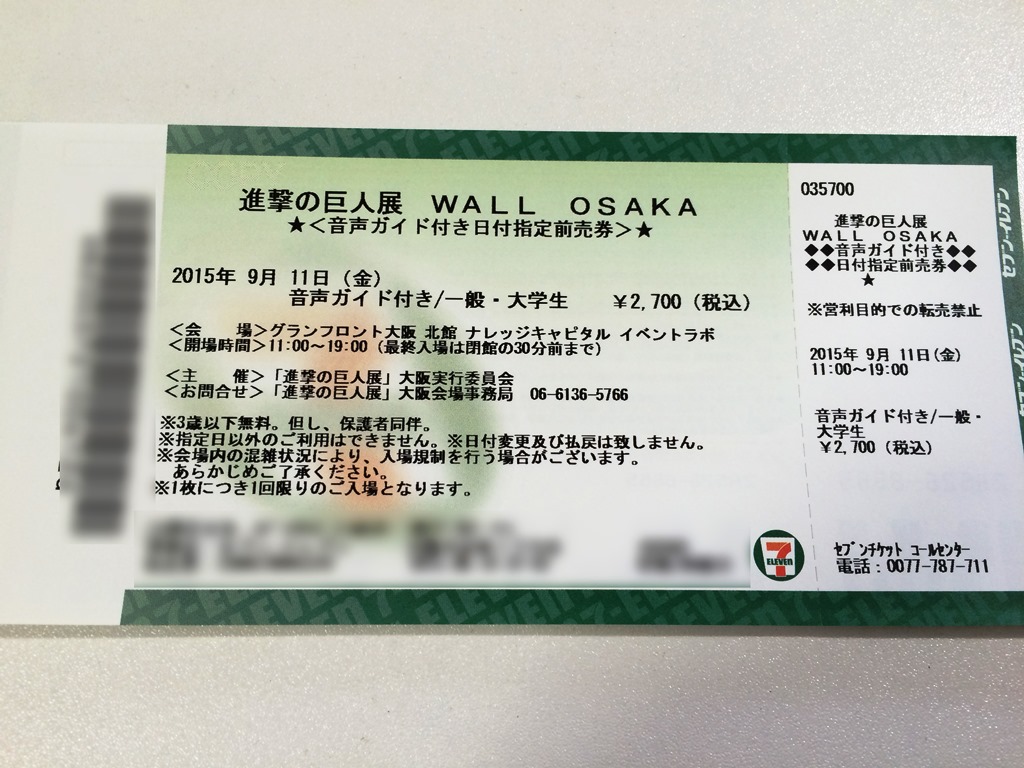 進撃の巨人展　ＷＡＬＬ　ＯＳＡＫＡ
★＜音声ガイド付き日付指定前売券＞★
2015年 9月 11日（金）
音声ガイド付き/一般・大学生　￥2,700（税込）
＜会　　場＞グランフロント大阪 北館 ナレッジキャピタル イベントラボ
＜開場時間＞11:00～19:00（最終入場は閉館の30分前まで）
＜主　　催＞「進撃の巨人展」大阪実行委員会
＜お問合せ＞「進撃の巨人展」大阪会場事務局　06-6136-5766
※3歳以下無料。但し、保護者同伴。
※指定日以外のご利用はできません。※日付変更及び払戻は致しません。
※会場内の混雑状況により、入場規制を行う場合がございます。
あらかじめご了承ください。
※1枚につき1回限りのご入場となります。
7
ELEVEN
035700
進撃の巨人展
ＷＡＬＬ　ＯＳＡＫＡ
◆◆音声ガイド付き◆◆
◆◆日付指定前売券◆◆
★
※営利目的での転売禁止
2015年 9月 11日(金)
11:00～19:00
音声ガイド付き/一般・
大学生
￥2,700（税込）
ｾﾌﾞﾝﾁｹｯﾄ ｺｰﾙｾﾝﾀｰ
電話：0077-787-711
セブン-イレブン
セブン-イレブン